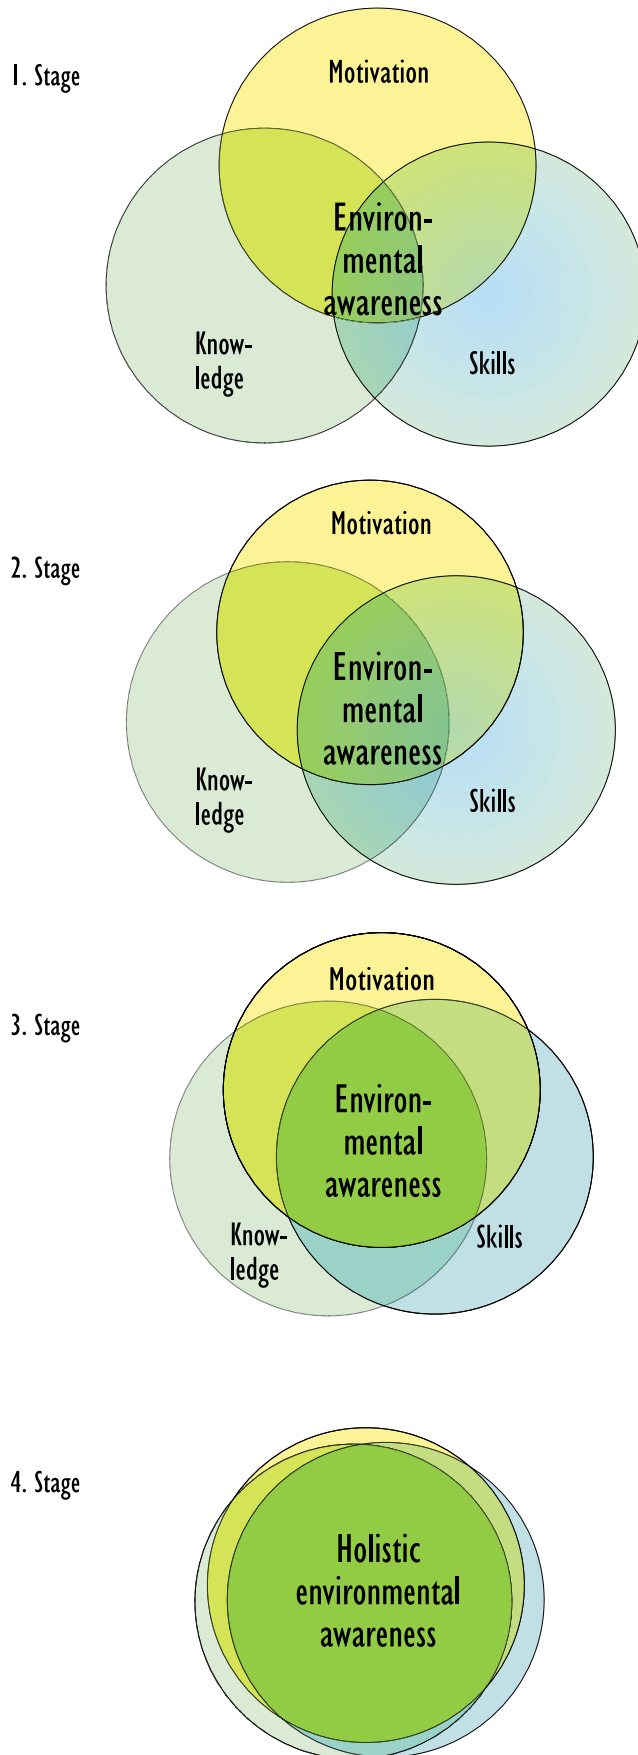 1. Stage
Motivation
Environ-
mental
awareness
Know-
ledge
Skills
2. Stage
Motivation
Environ-
mental
awareness
Know-
ledge
Skills
3. Stage
Motivation
Environ-
mental
awareness
Know-
ledge
Skills
4. Stage
Holistic
environmental
awareness